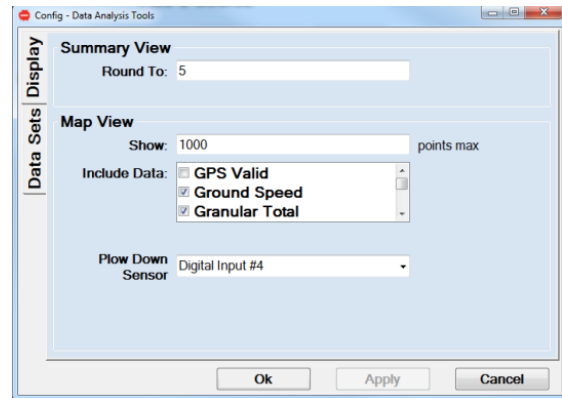 Config - Data Analysis Tools
Display
Data Sets
Summary View
Round To: 5
Map View
Show: 1000 points max
Include Data: GPS Valid
Ground Speed
Granular Total
Plow Down Digital Input #4
Sensor
Ok Apply Cancel